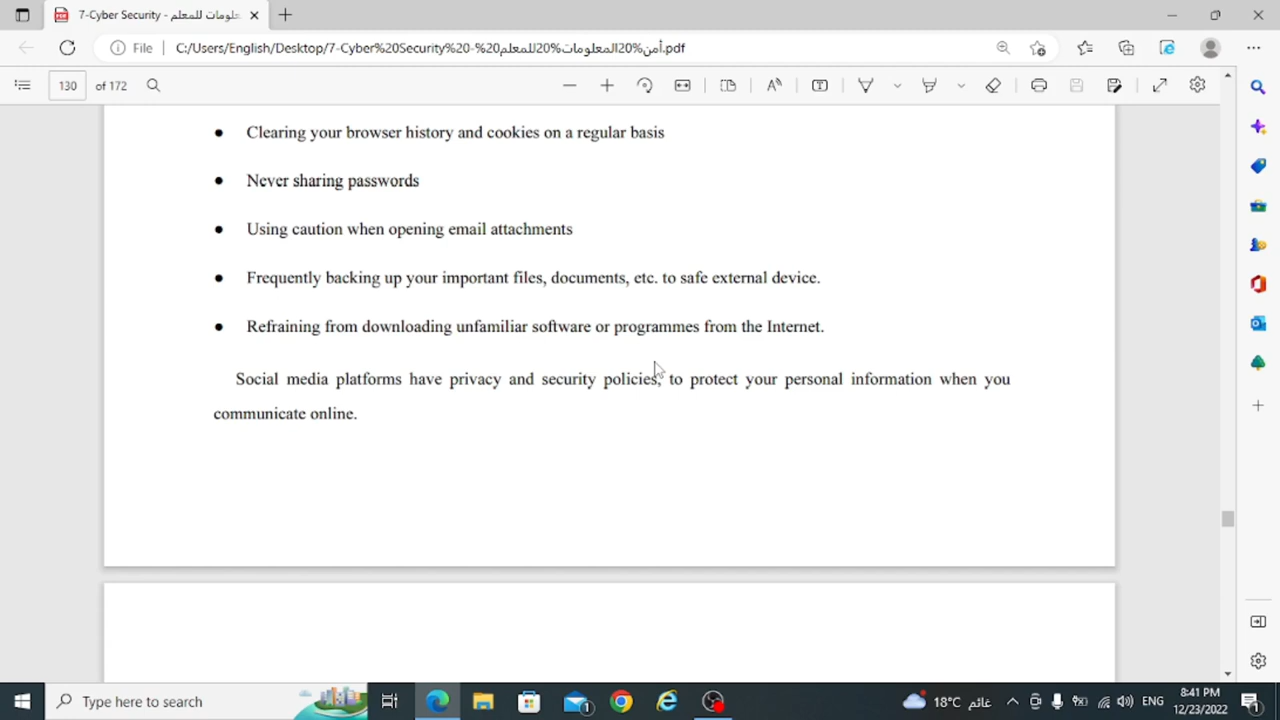 7-Cyber Security - معلومات للمعلم
File
C:/Users/English/Desktop/7-Cyber%20Security%20-%20أمن%20المعلومات%20للمعلم.pdf
130 of 172
• Clearing your browser history and cookies on a regular basis
• Never sharing passwords
• Using caution when opening email attachments
• Frequently backing up your important files, documents, etc. to safe external device.
• Refraining from downloading unfamiliar software or programmes from the Internet.
Social media platforms have privacy and security policies, to protect your personal information when you
communicate online.
Type here to search
18°C غائم
ENG
8:41 PM
12/23/2022